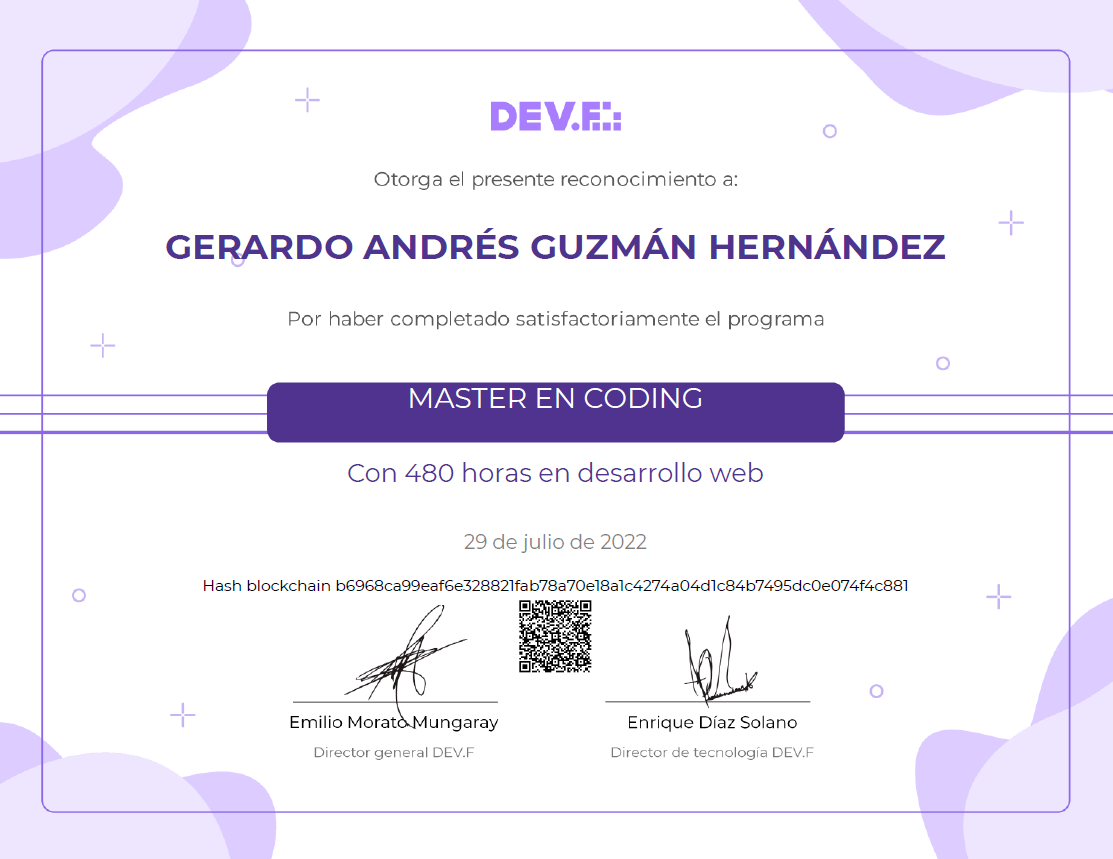 DEV.F
Otorga el presente reconocimiento a:
GERARDO ANDRÉS GUZMÁN HERNÁNDEZ
Por haber completado satisfactoriamente el programa
MASTER EN CODING
Con 480 horas en desarrollo web
29 de julio de 2022
Hash blockchain b6968ca99eaf6e328821fab78a70e18a1c4274a04d1c84b7495dc0e074f4c881
Emilio Morato Mungaray
Director general DEV.F
Enrique Díaz Solano
Director de tecnología DEV.F